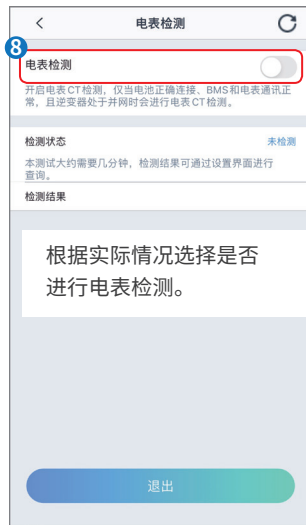 电表检测
8
电表检测
开启电表CT检测，仅当电池正确连接、BMS和电表通讯正
常，且逆变器处于并网时会进行电表CT检测。
检测状态 未检测
本测试大约需要几分钟，检测结果可通过设置界面进行
查询。
检测结果
根据实际情况选择是否
进行电表检测。
退出